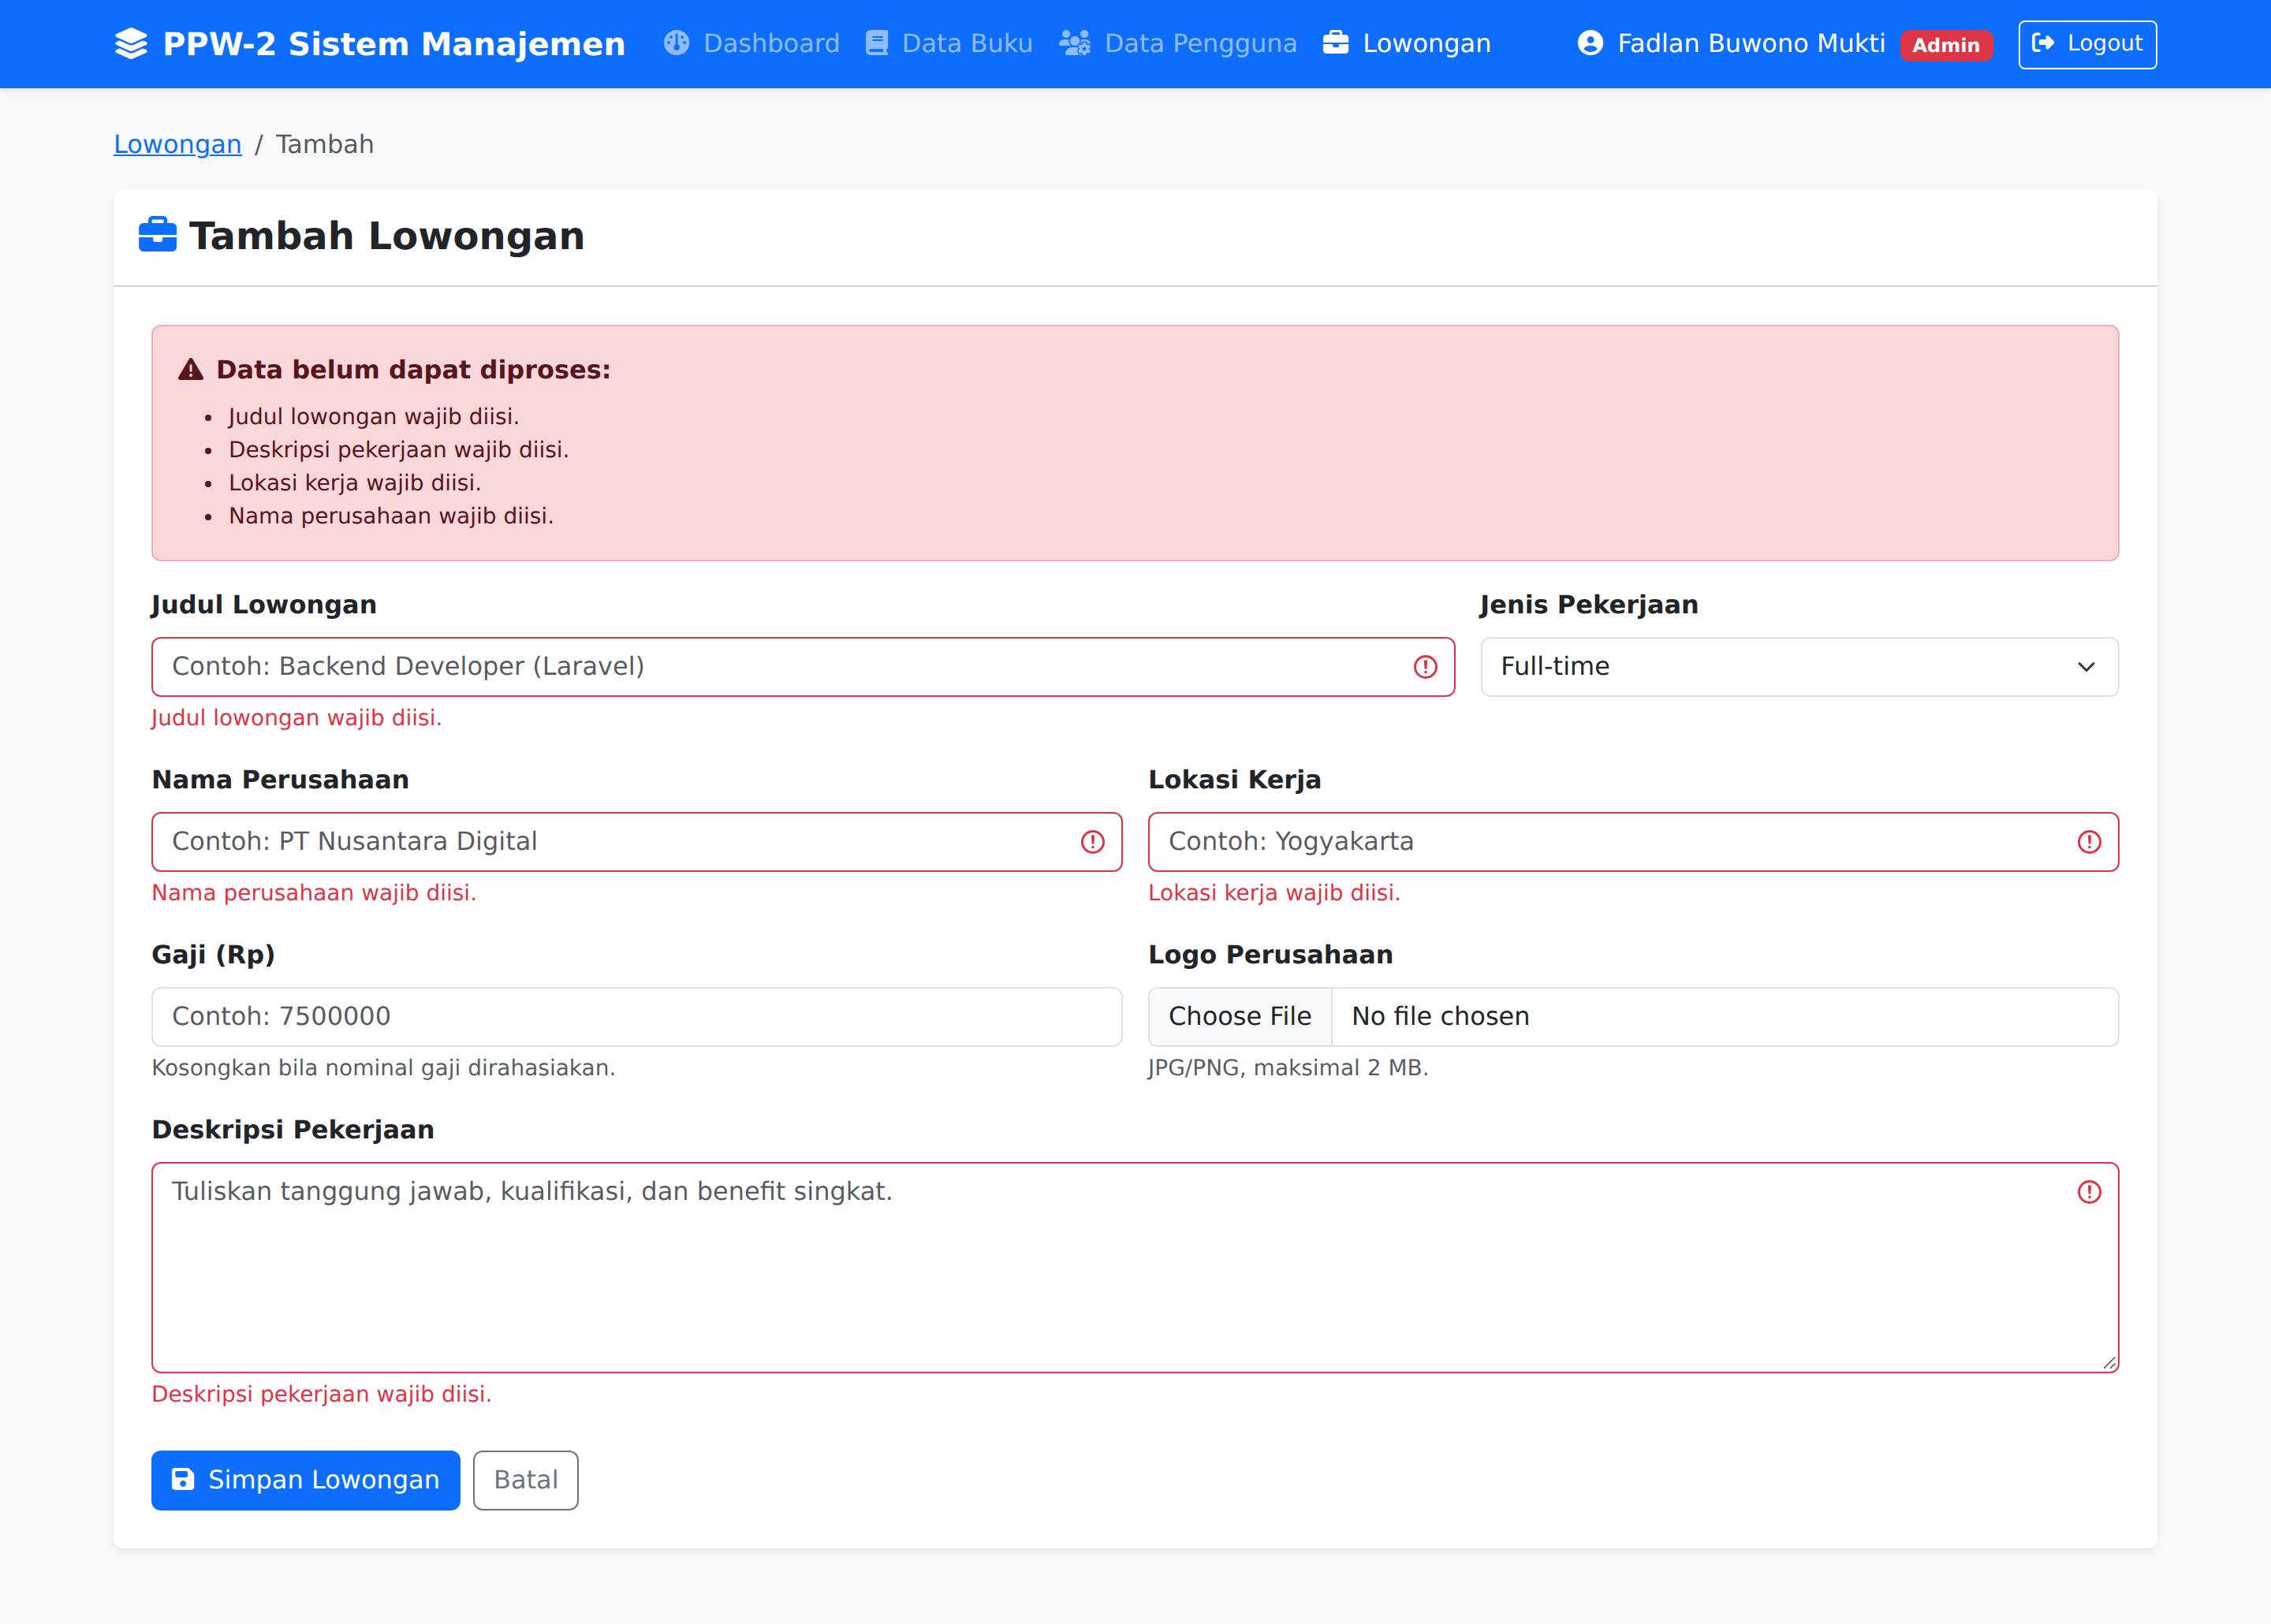 PPW-2 Sistem Manajemen Dashboard Data Buku Data Pengguna Lowongan Fadlan Buwono Mukti Admin Logout
Lowongan / Tambah
Tambah Lowongan
Data belum dapat diproses:
• Judul lowongan wajib diisi.
• Deskripsi pekerjaan wajib diisi.
• Lokasi kerja wajib diisi.
• Nama perusahaan wajib diisi.
Judul Lowongan Jenis Pekerjaan
Contoh: Backend Developer (Laravel) Full-time
Judul lowongan wajib diisi.
Nama Perusahaan Lokasi Kerja
Contoh: PT Nusantara Digital Contoh: Yogyakarta
Nama perusahaan wajib diisi. Lokasi kerja wajib diisi.
Gaji (Rp) Logo Perusahaan
Contoh: 7500000 Choose File No file chosen
Kosongkan bila nominal gaji dirahasiakan. JPG/PNG, maksimal 2 MB.
Deskripsi Pekerjaan
Tuliskan tanggung jawab, kualifikasi, dan benefit singkat.
Deskripsi pekerjaan wajib diisi.
Simpan Lowongan Batal